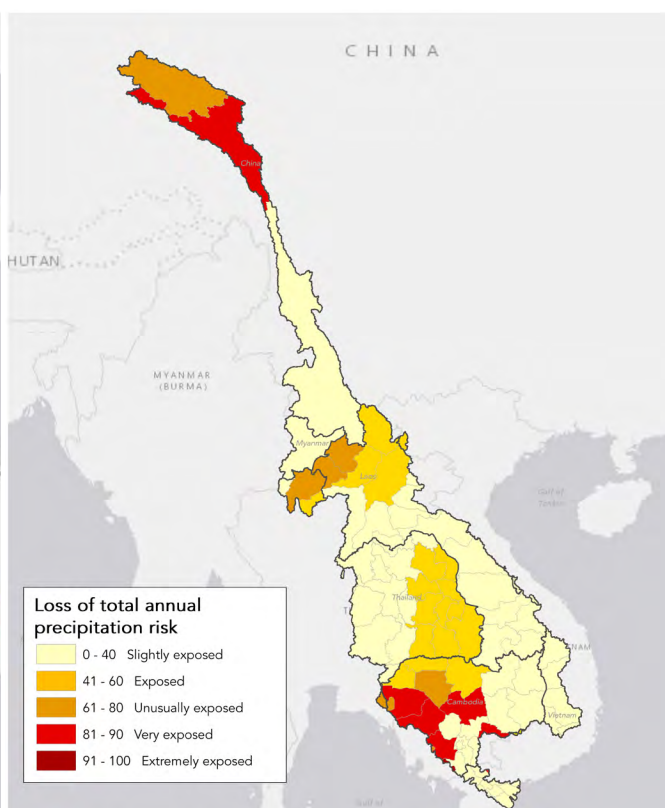 CHINA
China
HUTAN
MYANMAR
(BURMA)
Myanmar
Laos
Gulf of
Tonkin
Thailand
T
NAM
Cambodia
Vietnam
Gulf of
Loss of total annual
precipitation risk
0 - 40 Slightly exposed
41 - 60 Exposed
61 - 80 Unusually exposed
81 - 90 Very exposed
91 - 100 Extremely exposed